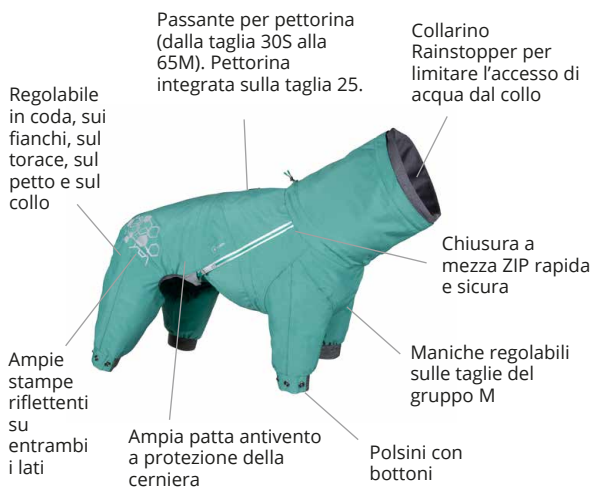 Passante per pettorina
(dalla taglia 30S alla
65M). Pettorina
integrata sulla taglia 25.
Collarino
Rainstopper per
limitare l'accesso di
acqua dal collo
Regolabile
in coda, sui
fianchi, sul
torace, sul
petto e sul
collo
Chiusura a
mezza ZIP rapida
e sicura
Maniche regolabili
sulle taglie del
gruppo M
Ampie
stampe
riflettenti
su
entrambi
i lati
Ampia patta antivento
a protezione della
cerniera
Polsini con
bottoni